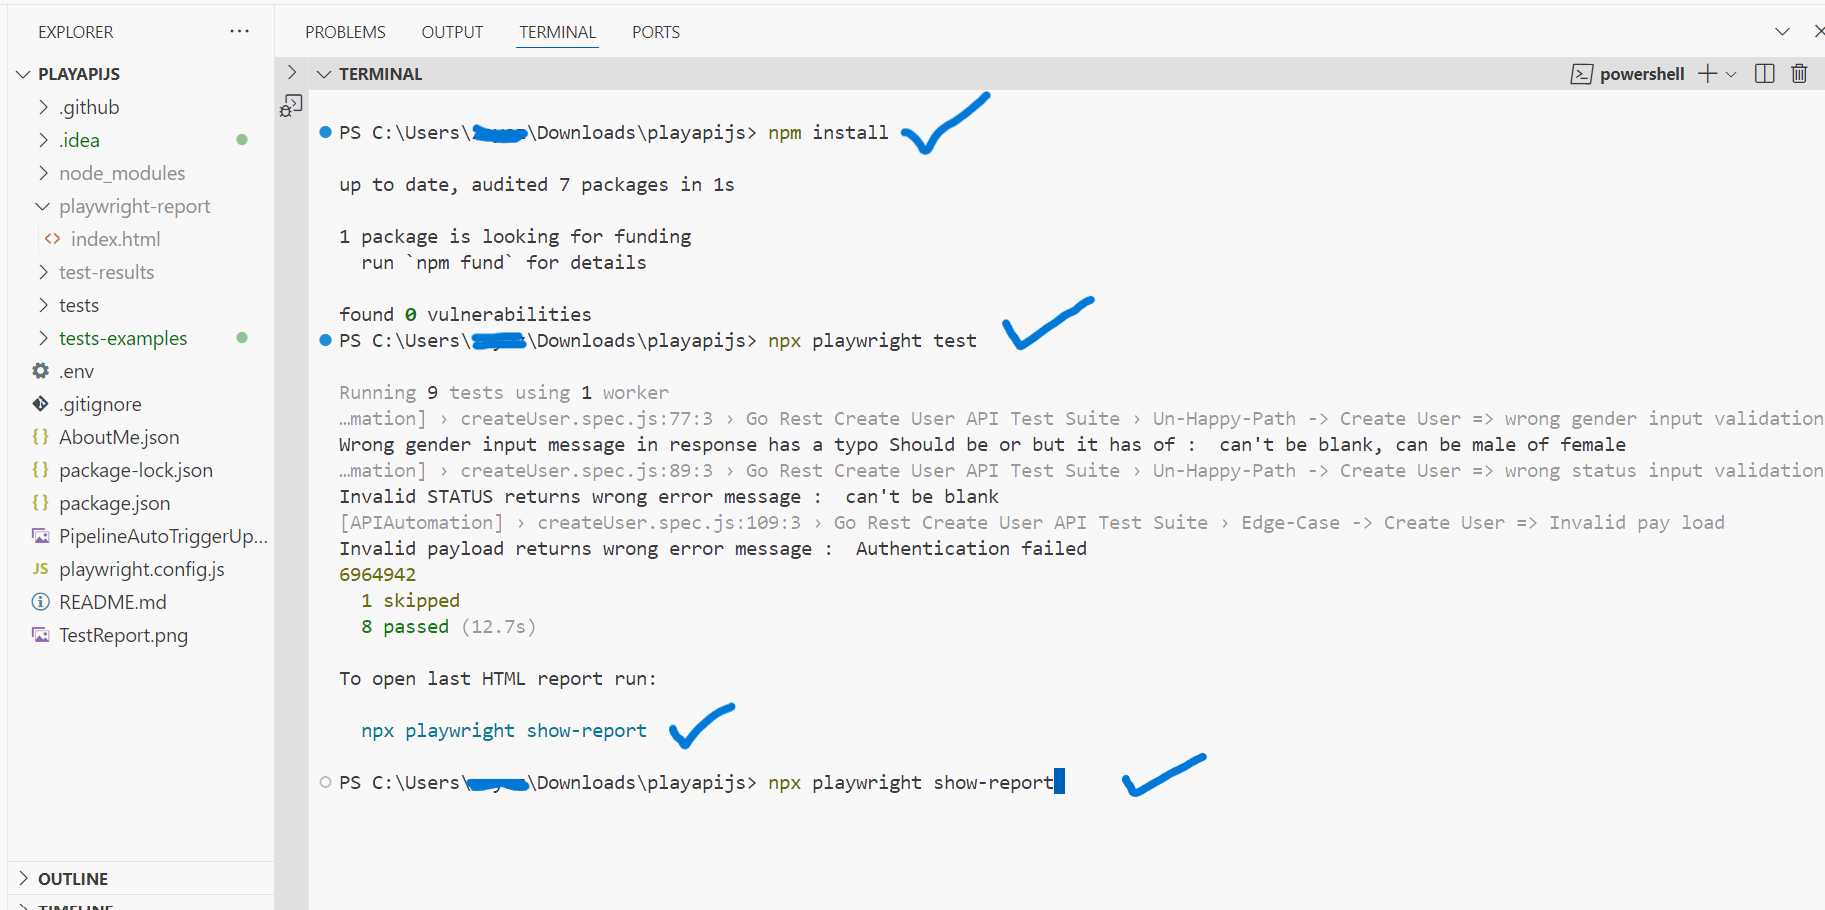 EXPLORER ...
PLAYAPIJS
.github
.idea
node_modules
playwright-report
index.html
test-results
tests
tests-examples
.env
.gitignore
AboutMe.json
package-lock.json
package.json
PipelineAutoTriggerUp...
playwright.config.js
README.md
TestReport.png
OUTLINE
TIMELINE
PROBLEMS OUTPUT TERMINAL PORTS
TERMINAL powershell
PS C:\Users\ \Downloads\playapijs> npm install
up to date, audited 7 packages in 1s
1 package is looking for funding
run `npm fund` for details
found 0 vulnerabilities
PS C:\Users\ \Downloads\playapijs> npx playwright test
Running 9 tests using 1 worker
…mation] › createUser.spec.js:77:3 › Go Rest Create User API Test Suite › Un-Happy-Path -> Create User => wrong gender input validation
Wrong gender input message in response has a typo Should be or but it has of :  can't be blank, can be male of female
…mation] › createUser.spec.js:89:3 › Go Rest Create User API Test Suite › Un-Happy-Path -> Create User => wrong status input validation
Invalid STATUS returns wrong error message :  can't be blank
[APIAutomation] › createUser.spec.js:109:3 › Go Rest Create User API Test Suite › Edge-Case -> Create User => Invalid pay load
Invalid payload returns wrong error message :  Authentication failed
6964942
1 skipped
8 passed (12.7s)
To open last HTML report run:
npx playwright show-report
PS C:\Users\ \Downloads\playapijs> npx playwright show-report